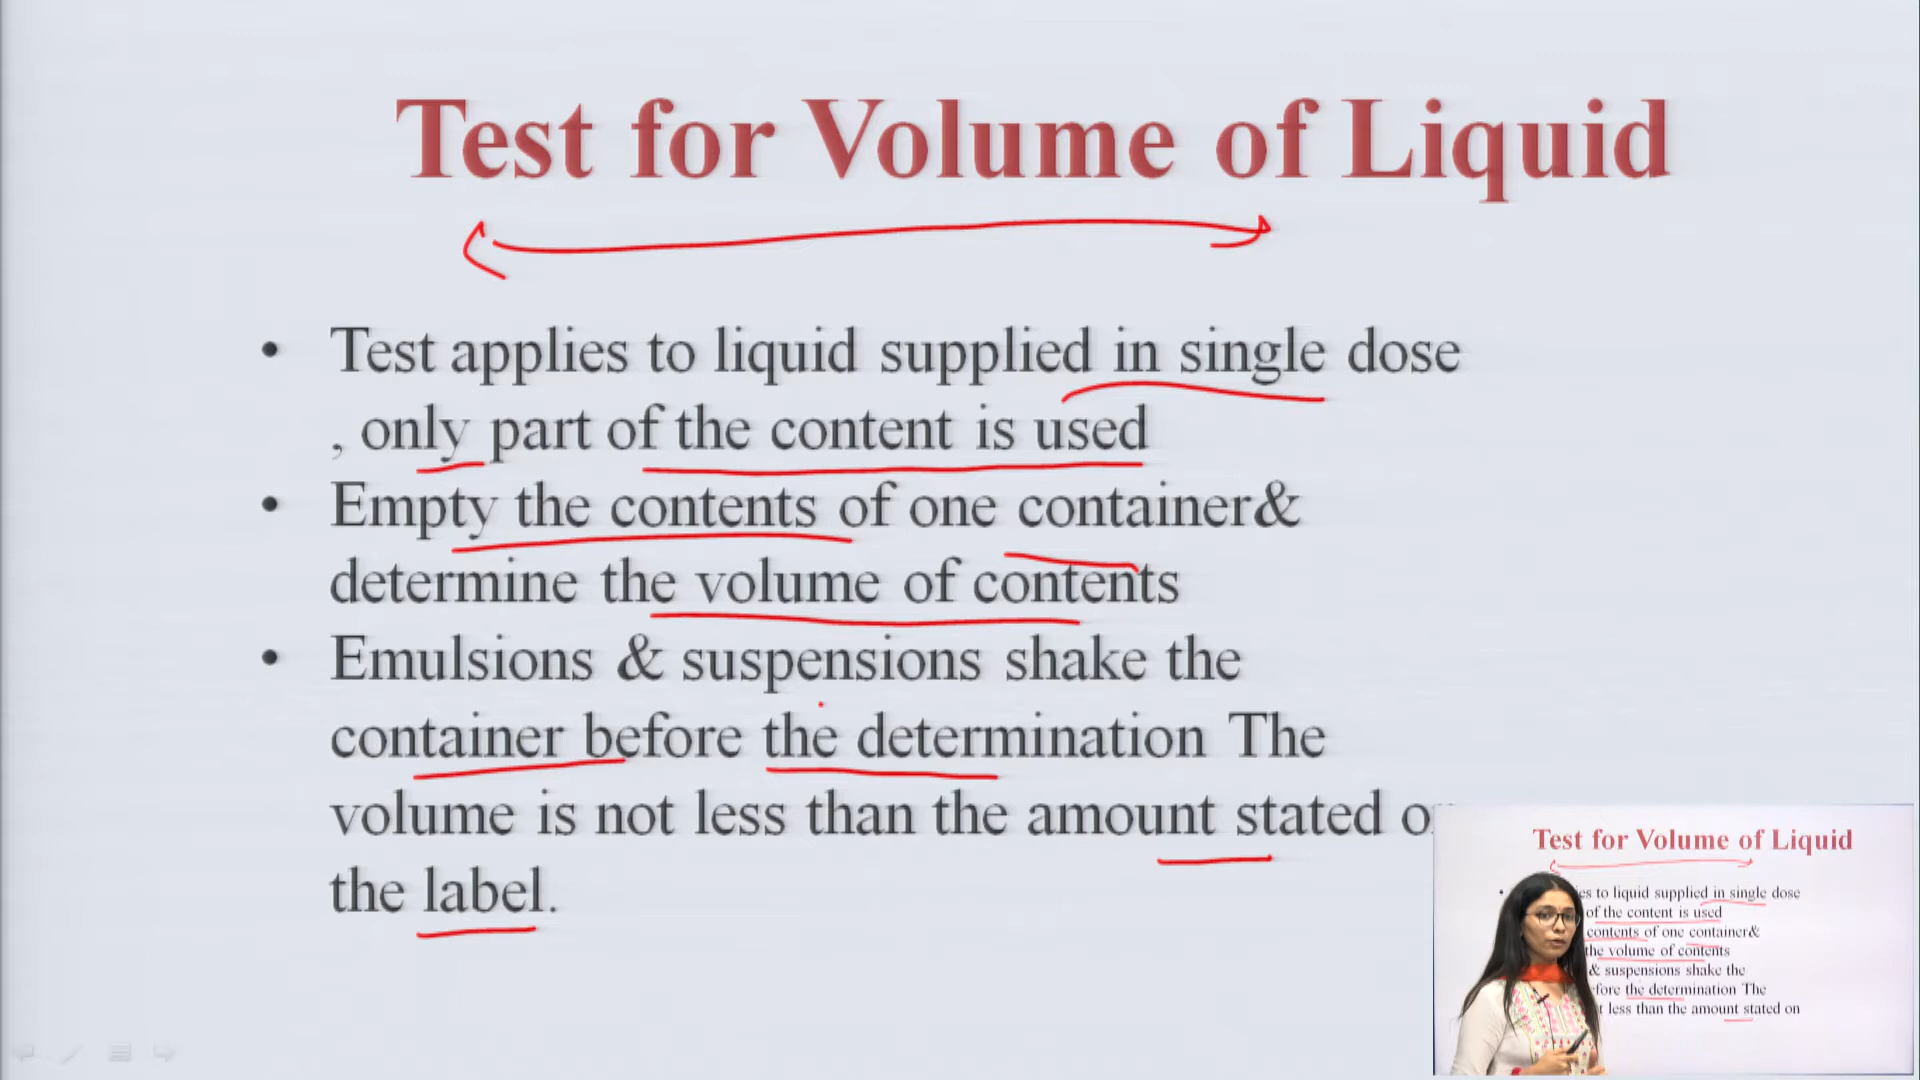 Test for Volume of Liquid
• Test applies to liquid supplied in single dose
, only part of the content is used
• Empty the contents of one container&
determine the volume of contents
• Emulsions & suspensions shake the
container before the determination The
volume is not less than the amount stated
the label.
Test for Volume of Liquid
to liquid supplied in single dose
of the content is used
contents of one container&
the volume of contents
& suspensions shake the
the determination The
less than the amount stated on